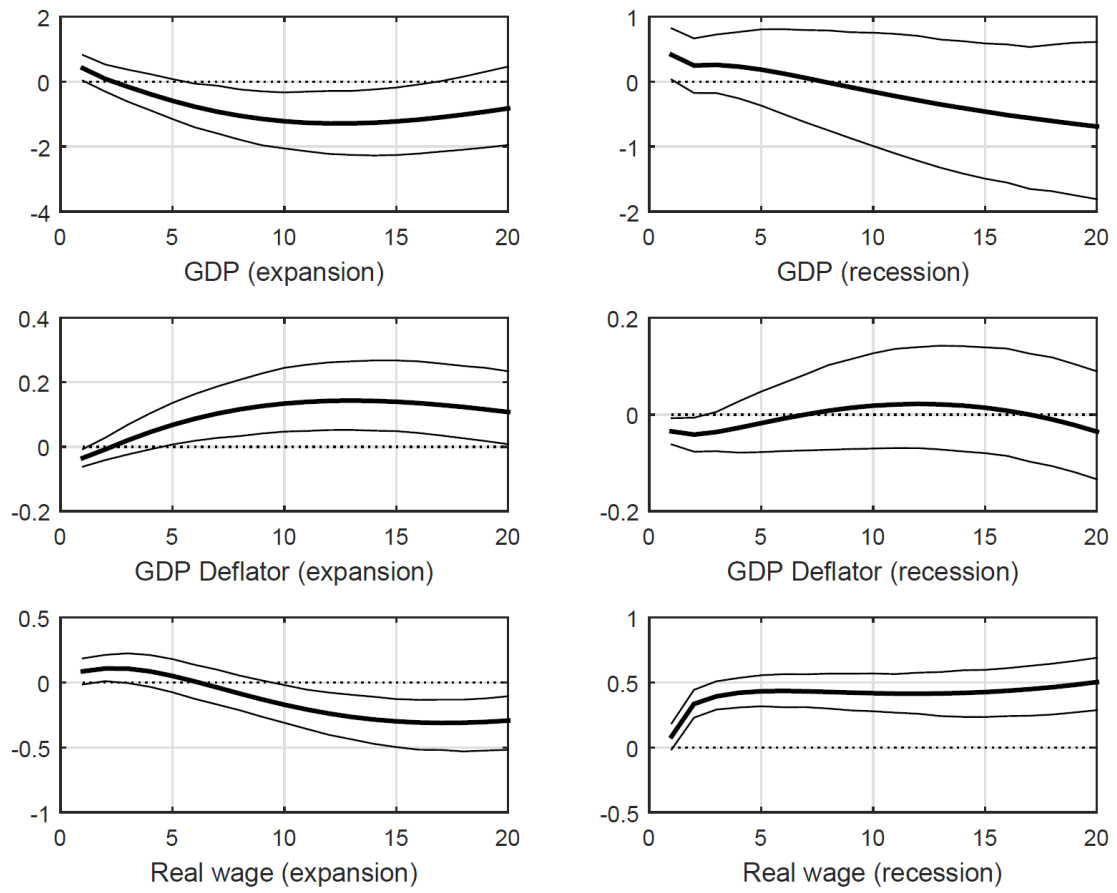 2
0
-2
-4
0 5 10 15 20
GDP (expansion)
1
0
-1
-2
0 5 10 15 20
GDP (recession)
0.4
0.2
0
-0.2
0 5 10 15 20
GDP Deflator (expansion)
0.2
0
-0.2
0 5 10 15 20
GDP Deflator (recession)
0.5
0
-0.5
-1
0 5 10 15 20
Real wage (expansion)
1
0.5
0
-0.5
0 5 10 15 20
Real wage (recession)